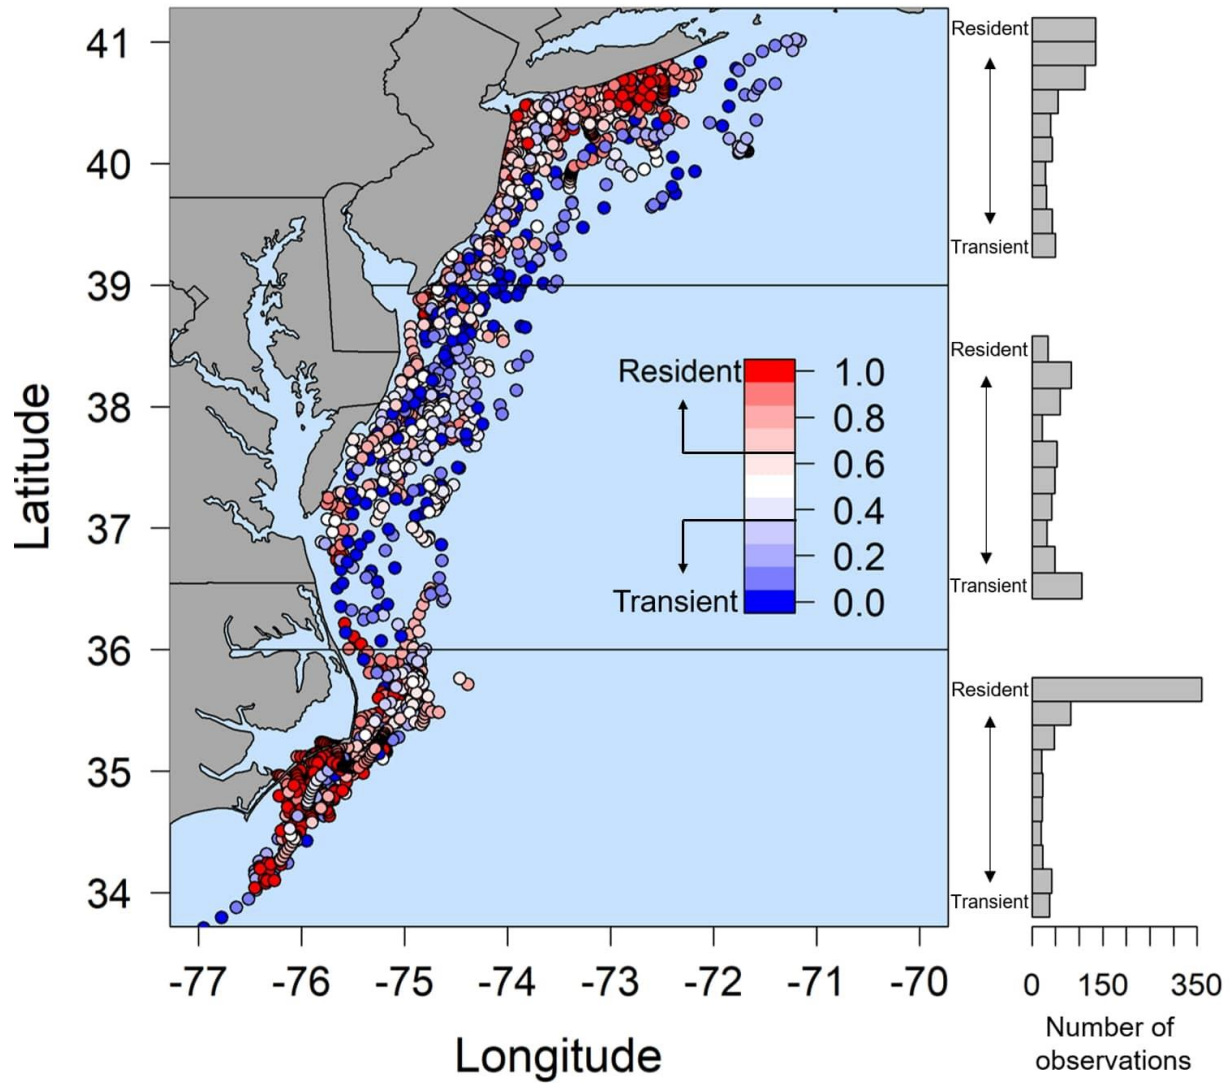 Latitude
41
40
39
38
37
36
35
34
-77 -76 -75 -74 -73 -72 -71 -70
Longitude
Resident
Transient
1.0
0.8
0.6
0.4
0.2
0.0
Resident
Transient
Resident
Transient
Resident
Transient
0 150 350
Number of
observations